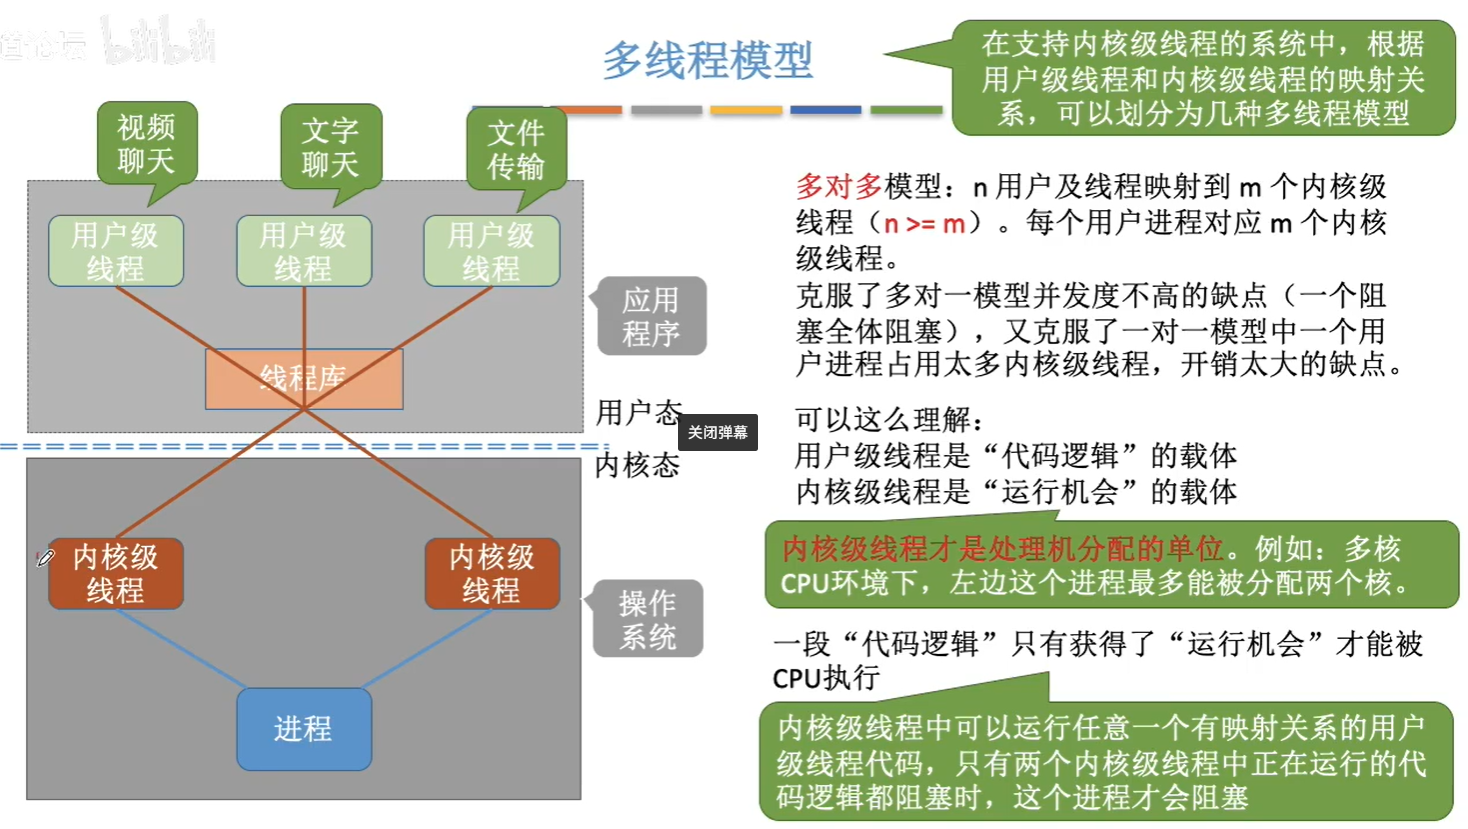 bilibili
多线程模型
在支持内核级线程的系统中，根据
用户级线程和内核级线程的映射关
系，可以划分为几种多线程模型
视频
聊天
文字
聊天
文件
传输
用户级
线程
用户级
线程
用户级
线程
应用
程序
线程库
用户态
关闭弹幕
内核态
内核级
线程
内核级
线程
操作
系统
进程
多对多模型：n 用户及线程映射到 m 个内核级
线程（n >= m）。每个用户进程对应 m 个内核
级线程。
克服了多对一模型并发度不高的缺点（一个阻
塞全体阻塞），又克服了一对一模型中一个用
户进程占用太多内核级线程，开销太大的缺点。
可以这么理解：
用户级线程是“代码逻辑”的载体
内核级线程是“运行机会”的载体
内核级线程才是处理机分配的单位。例如：多核
CPU环境下，左边这个进程最多能被分配两个核。
一段“代码逻辑”只有获得了“运行机会”才能被
CPU执行
内核级线程中可以运行任意一个有映射关系的用户
级线程代码，只有两个内核级线程中正在运行的代
码逻辑都阻塞时，这个进程才会阻塞